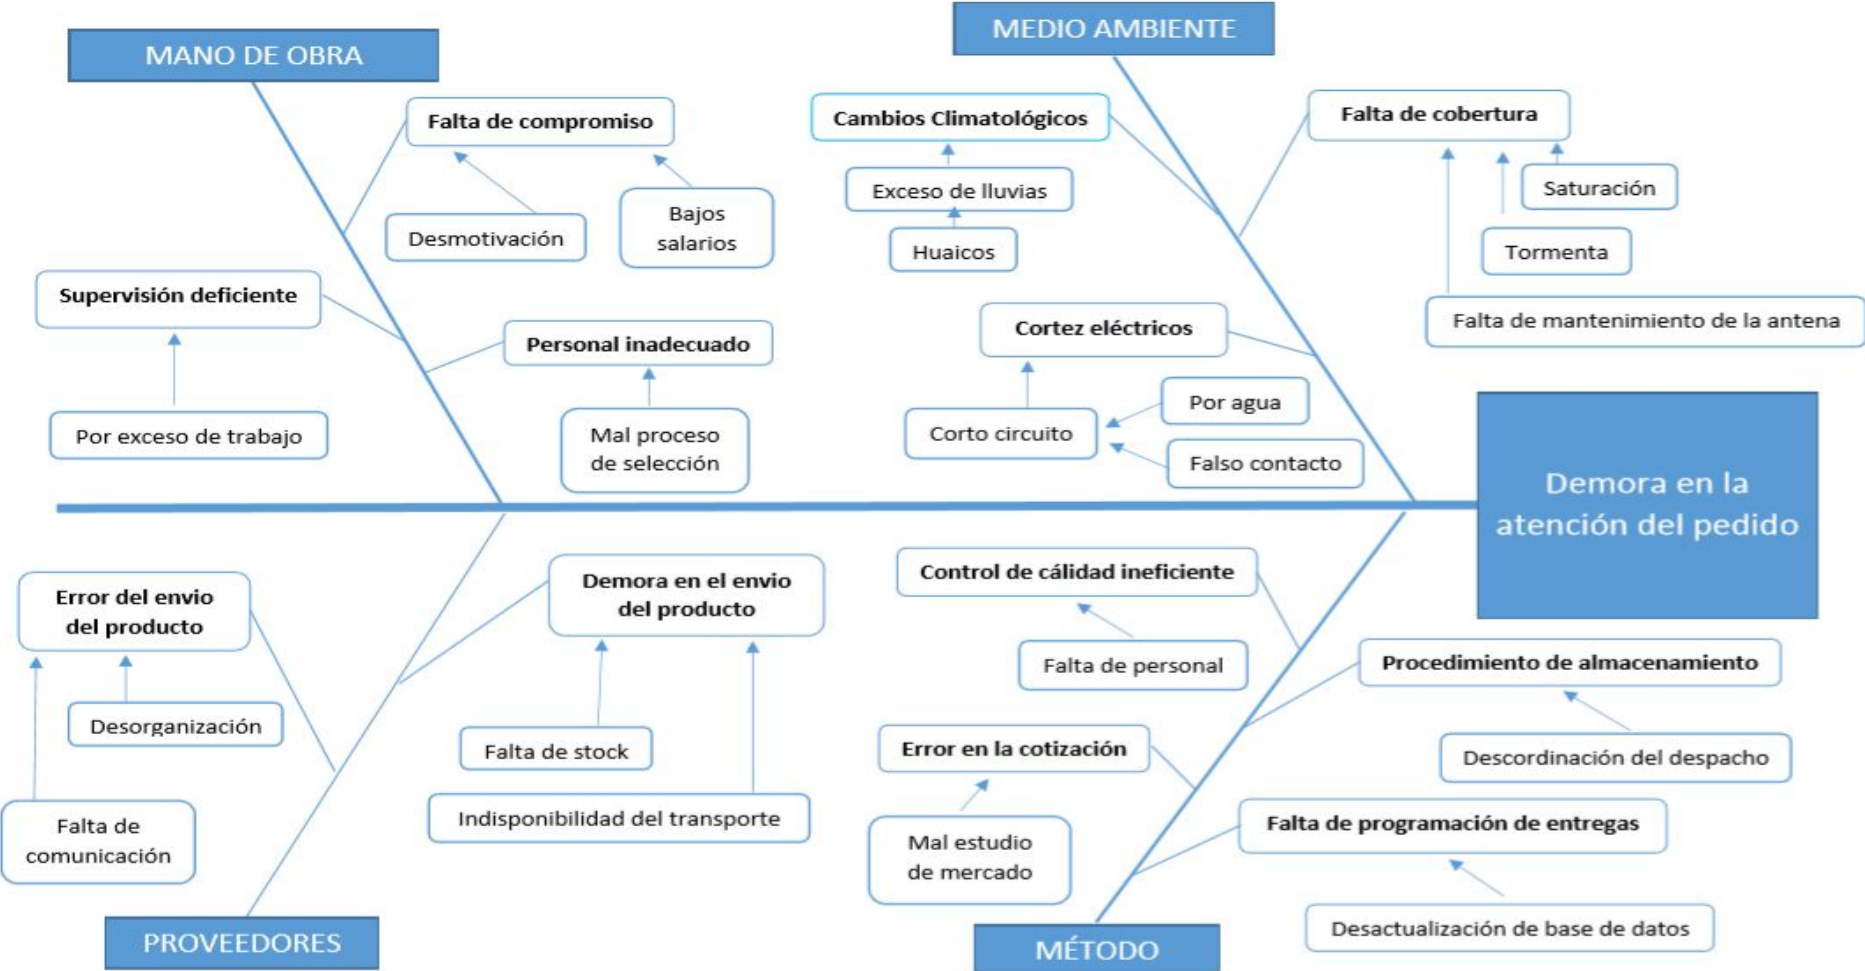 MANO DE OBRA
Falta de compromiso
Desmotivación
Bajos
salarios
Supervisión deficiente
Por exceso de trabajo
Personal inadecuado
Mal proceso
de selección
MEDIO AMBIENTE
Cambios Climatológicos
Exceso de lluvias
Huaicos
Falta de cobertura
Saturación
Tormenta
Falta de mantenimiento de la antena
Cortez eléctricos
Corto circuito
Por agua
Falso contacto
Demora en la
atención del pedido
Error del envio
del producto
Desorganización
Falta de
comunicación
Demora en el envio
del producto
Falta de stock
Indisponibilidad del transporte
PROVEEDORES
Control de cálidad ineficiente
Falta de personal
Procedimiento de almacenamiento
Descordinación del despacho
Error en la cotización
Mal estudio
de mercado
Falta de programación de entregas
Desactualización de base de datos
MÉTODO